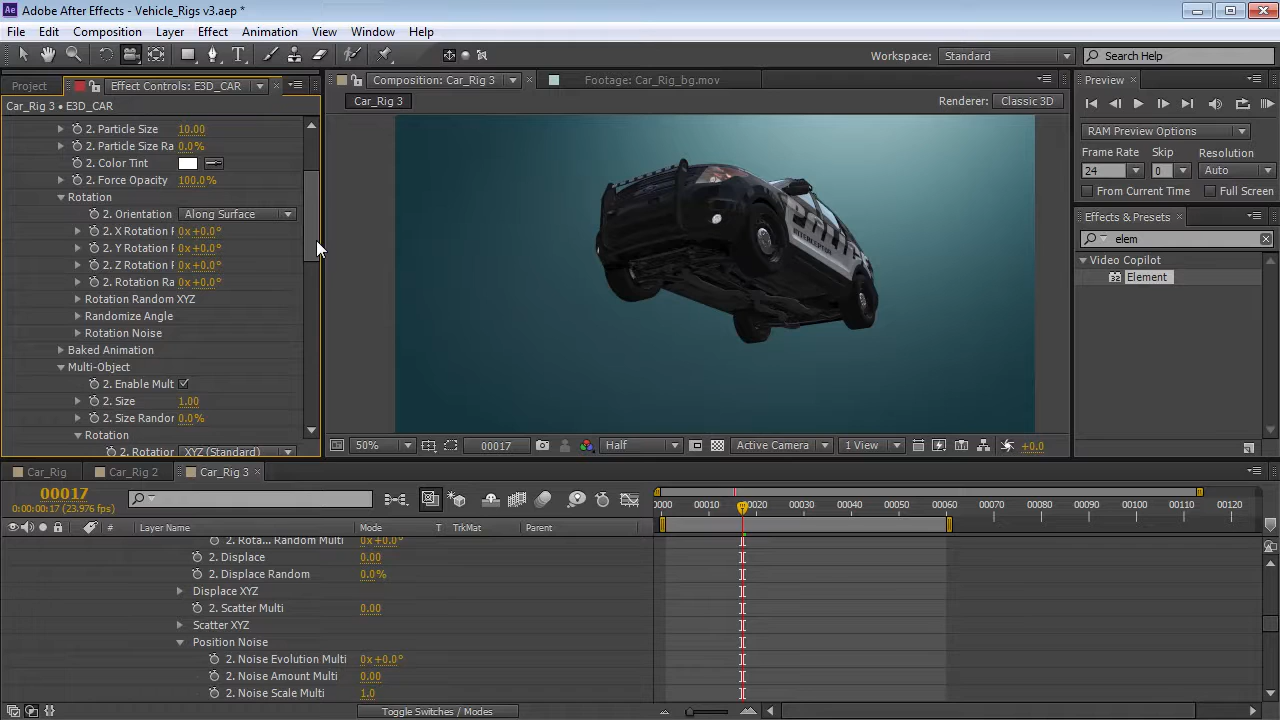 Ae Adobe After Effects - Vehicle_Rigs v3.aep *
File Edit Composition Layer Effect Animation View Window Help
T Workspace: Standard Search Help
Project Effect Controls: E3D_CAR Composition: Car_Rig 3 Footage: Car_Rig_bg.mov Preview
Car_Rig 3 • E3D_CAR Car_Rig 3 Renderer: Classic 3D
2. Particle Size 10.00
2. Particle Size Ra 0.0%
2. Color Tint
2. Force Opacity 100.0%
Rotation
2. Orientation Along Surface
2. X Rotation 0x+0.0°
2. Y Rotation 0x+0.0°
2. Z Rotation 0x+0.0°
2. Rotation Ra 0x+0.0°
Rotation Random XYZ
Randomize Angle
Rotation Noise
Baked Animation
Multi-Object
2. Enable Mult
2. Size 1.00
2. Size Randor 0.0%
Rotation
2. Rotation XYZ (Standard)
INTERCEPTOR
RAM Preview Options
Frame Rate Skip Resolution
24 0 Auto
From Current Time Full Screen
Effects & Presets
elem
Video Copilot
32 Element
50% 00017 Half Active Camera 1 View +0.0
Car_Rig Car_Rig 2 Car_Rig 3
00017
0:00:00:17 (23.976 fps)
# Layer Name Mode T TrkMat Parent
0000 00010 00020 00030 00040 00050 00060 00070 00080 00090 00100 00110 00120
2. Rota... Random Multi 0x+0.0°
2. Displace 0.00
2. Displace Random 0.0%
Displace XYZ
2. Scatter Multi 0.00
Scatter XYZ
Position Noise
2. Noise Evolution Multi 0x+0.0°
2. Noise Amount Multi 0.00
2. Noise Scale Multi 1.0
Toggle Switches / Modes